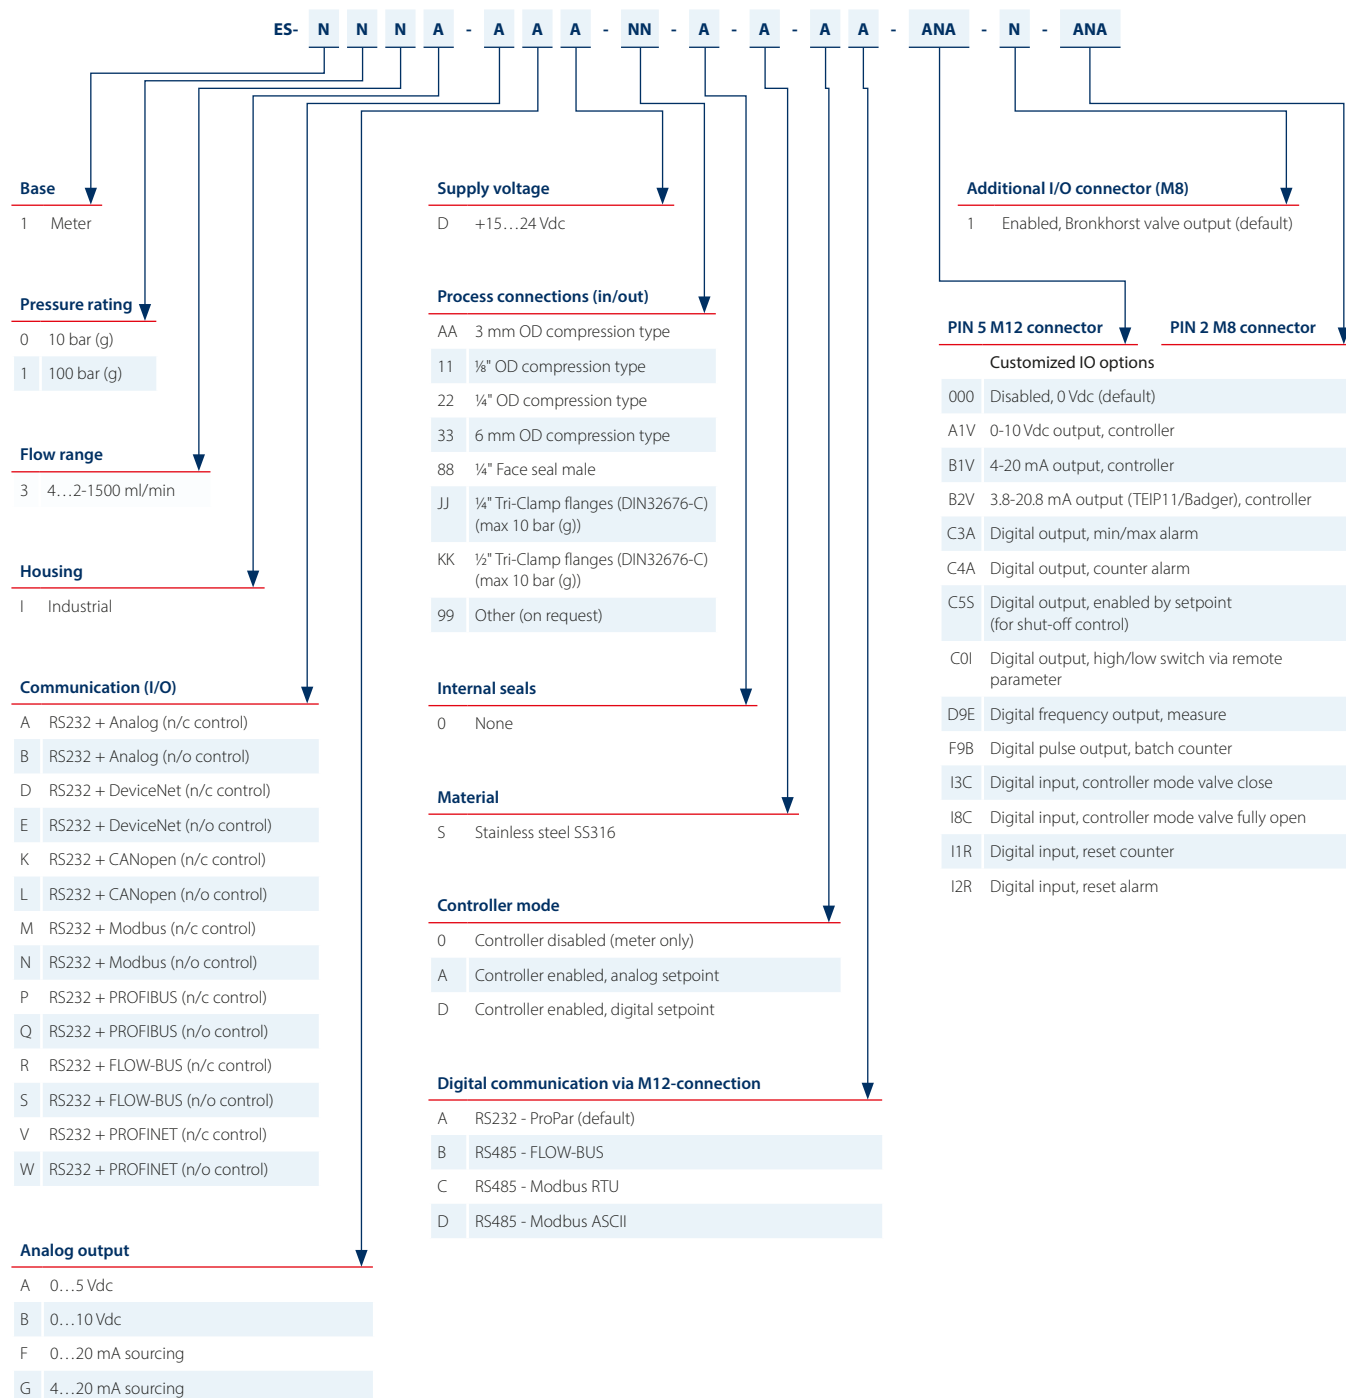 ES- N N N A - A A A - NN - A - A - A A - ANA - N - ANA
Base
1 Meter
Pressure rating
0 10 bar (g)
1 100 bar (g)
Flow range
3 4…2-1500 ml/min
Housing
I Industrial
Communication (I/O)
A RS232 + Analog (n/c control)
B RS232 + Analog (n/o control)
D RS232 + DeviceNet (n/c control)
E RS232 + DeviceNet (n/o control)
K RS232 + CANopen (n/c control)
L RS232 + CANopen (n/o control)
M RS232 + Modbus (n/c control)
N RS232 + Modbus (n/o control)
P RS232 + PROFIBUS (n/c control)
Q RS232 + PROFIBUS (n/o control)
R RS232 + FLOW-BUS (n/c control)
S RS232 + FLOW-BUS (n/o control)
V RS232 + PROFINET (n/c control)
W RS232 + PROFINET (n/o control)
Analog output
A 0…5 Vdc
B 0…10 Vdc
F 0…20 mA sourcing
G 4…20 mA sourcing
Supply voltage
D +15…24 Vdc
Process connections (in/out)
AA 3 mm OD compression type
11 ⅛" OD compression type
22 ¼" OD compression type
33 6 mm OD compression type
88 ¼" Face seal male
JJ ¼" Tri-Clamp flanges (DIN32676-C)
(max 10 bar (g))
KK ½" Tri-Clamp flanges (DIN32676-C)
(max 10 bar (g))
99 Other (on request)
Internal seals
0 None
Material
S Stainless steel SS316
Controller mode
0 Controller disabled (meter only)
A Controller enabled, analog setpoint
D Controller enabled, digital setpoint
Digital communication via M12-connection
A RS232 - ProPar (default)
B RS485 - FLOW-BUS
C RS485 - Modbus RTU
D RS485 - Modbus ASCII
Additional I/O connector (M8)
1 Enabled, Bronkhorst valve output (default)
PIN 5 M12 connector PIN 2 M8 connector
Customized IO options
000 Disabled, 0 Vdc (default)
A1V 0-10 Vdc output, controller
B1V 4-20 mA output, controller
B2V 3.8-20.8 mA output (TEIP11/Badger), controller
C3A Digital output, min/max alarm
C4A Digital output, counter alarm
C5S Digital output, enabled by setpoint
(for shut-off control)
C0I Digital output, high/low switch via remote
parameter
D9E Digital frequency output, measure
F9B Digital pulse output, batch counter
I3C Digital input, controller mode valve close
I8C Digital input, controller mode valve fully open
I1R Digital input, reset counter
I2R Digital input, reset alarm